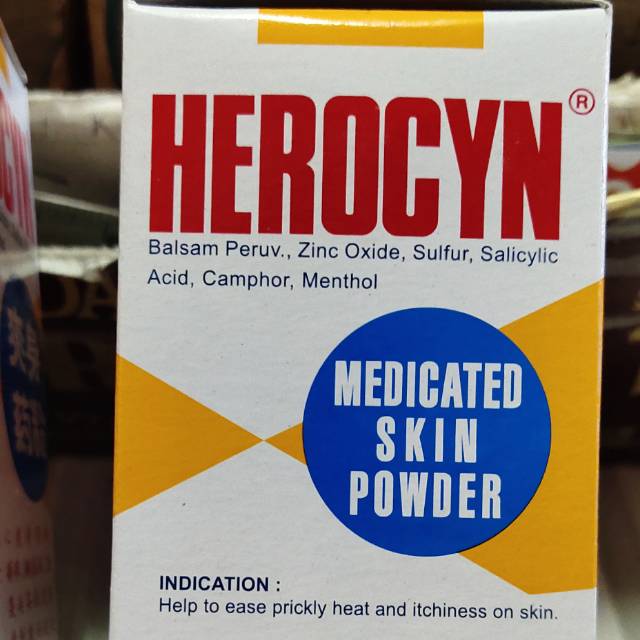 HEROCYN®
Balsam Peruv., Zinc Oxide, Sulfur, Salicylic
Acid, Camphor, Menthol
MEDICATED
SKIN
POWDER
INDICATION :
Help to ease prickly heat and itchiness on skin.